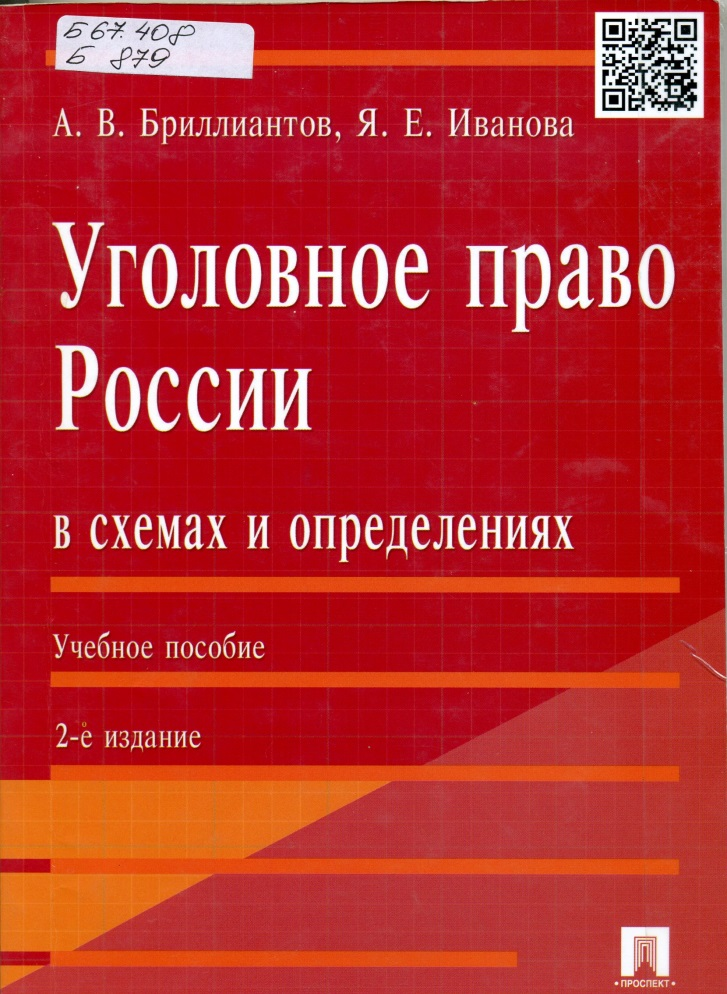 Б 67.408
Б 879
А. В. Бриллиантов, Я. Е. Иванова
Уголовное право
России
в схемах и определениях
Учебное пособие
2-е издание
• ПРОСПЕКТ •